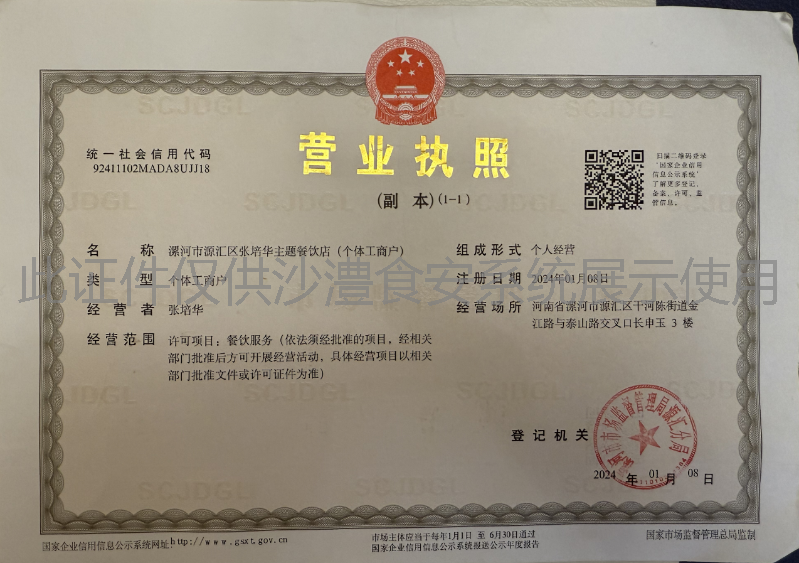 营业执照
(副 本)(1-1)
统一社会信用代码
92411102MADA8UJJ18
扫描二维码登录
“国家企业信用
信息公示系统”
了解更多登记、
备案、许可、监
管信息。
名 称 漯河市源汇区张培华主题餐饮店（个体工商户）
类 型 个体工商户
经营者 张培华
经营范围 许可项目：餐饮服务（依法须经批准的项目，经相关
部门批准后方可开展经营活动，具体经营项目以相关
部门批准文件或许可证件为准）
组成形式 个人经营
注册日期 2024年01月08日
经营场所 河南省漯河市源汇区干河陈街道金
江路与泰山路交叉口长申玉 3 楼
此证件仅供沙澧食安系统展示使用
登记机关
漯河市市场监督管理局源汇分局
2024 年 01 月 08 日
国家企业信用信息公示系统网址：http://www.gsxt.gov.cn
市场主体应当于每年1月1日 至 6月30日通过
国家企业信用信息公示系统报送公示年度报告
国家市场监督管理总局监制
SCJDGL